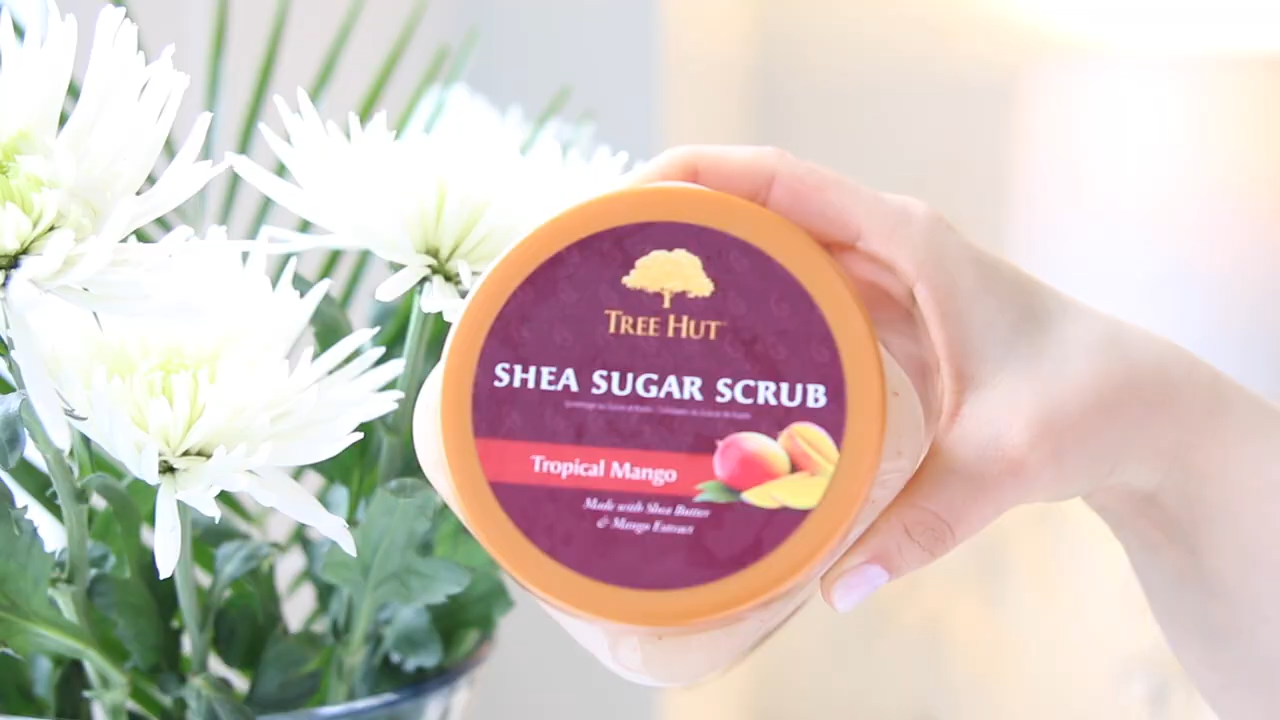 TREE HUT
SHEA SUGAR SCRUB
Tropical Mango
Made with Shea Butter
& Mango Extract